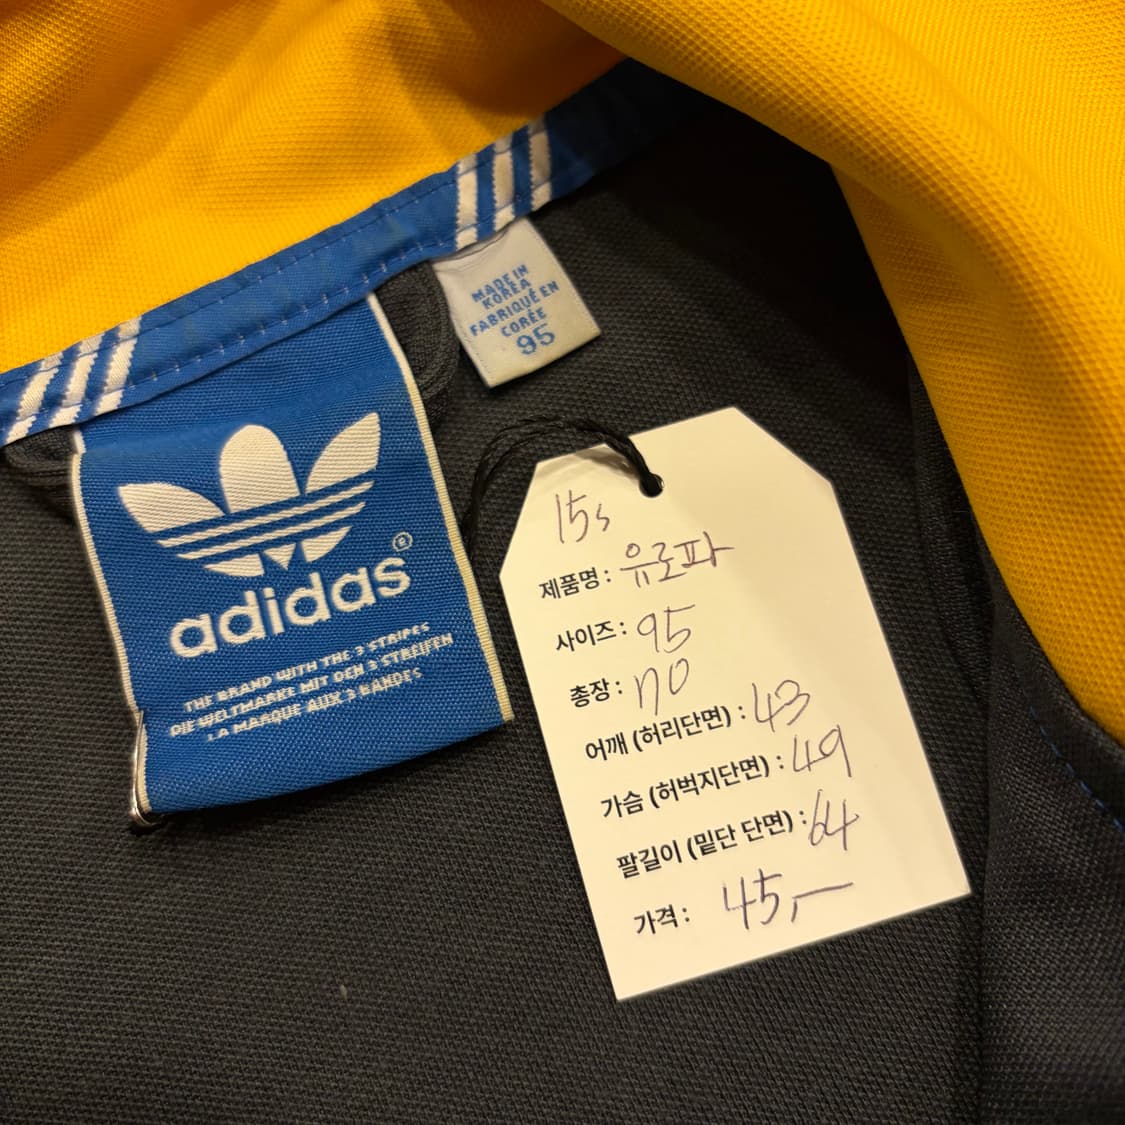 MADE IN
KOREA
FABRIQUÉ EN
CORÉE
95
adidas®
THE BRAND WITH THE 3 STRIPES
DIE WELTMARKE MIT DEN 3 STREIFEN
LA MARQUE AUX 3 BANDES
15s
제품명: 유로파
사이즈: 95
총장: 70
어깨 (허리단면) : 43
가슴 (허벅지단면) : 49
팔길이 (밑단 단면) : 64
가격: 45,—